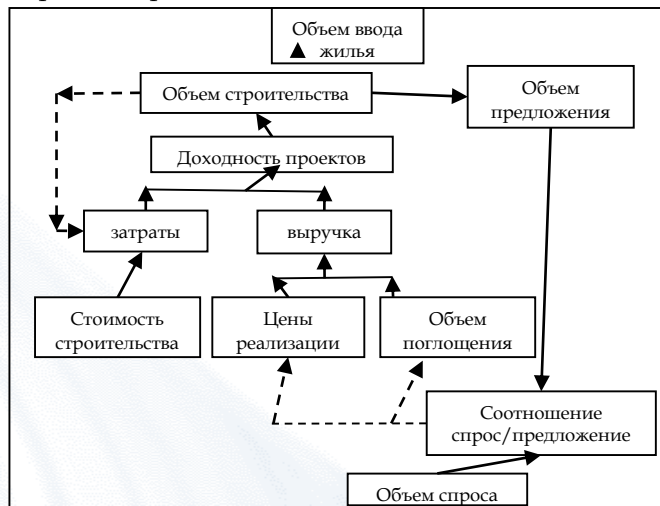 Объем ввода
жилья
Объем строительства
Объем
предложения
Доходность проектов
затраты
выручка
Стоимость
строительства
Цены
реализации
Объем
поглощения
Соотношение
спрос/предложение
Объем спроса